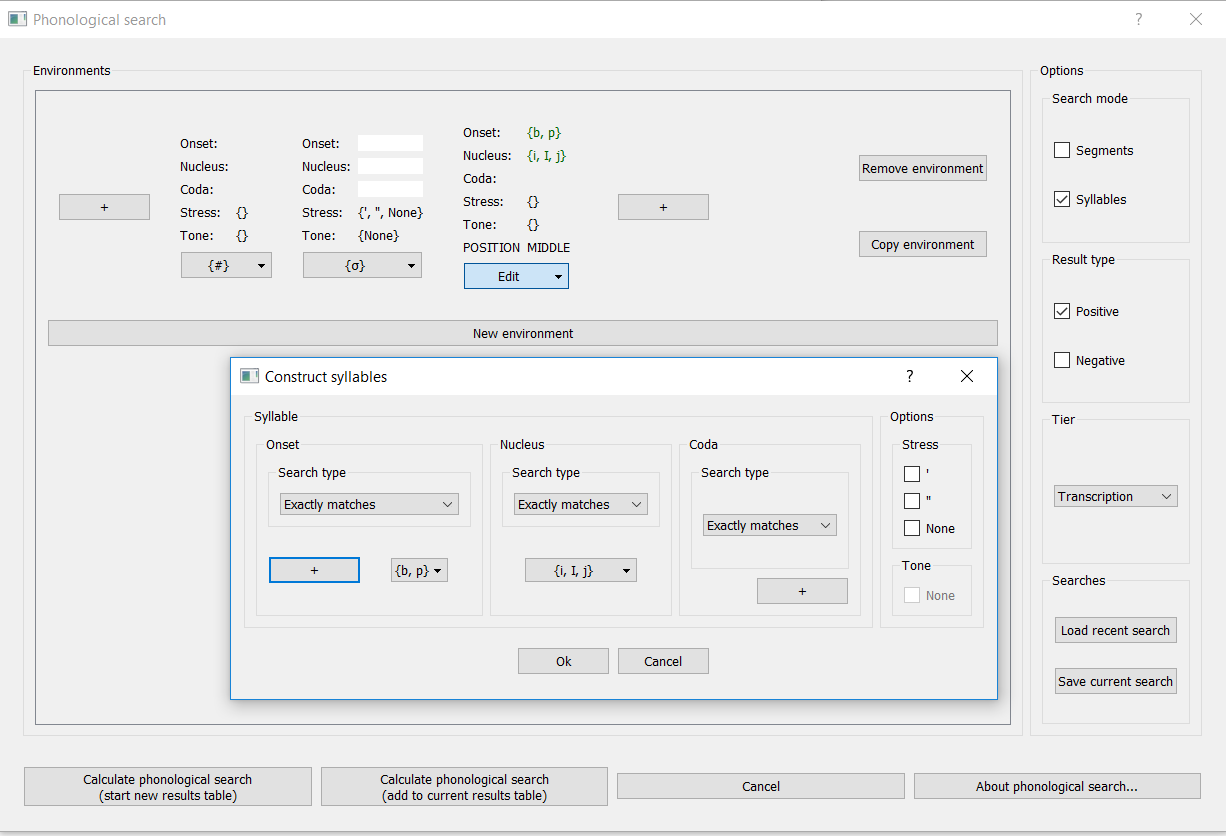 Phonological search
?
Environments
Options
Onset:
Nucleus:
Coda:
Stress: {}
Tone: {}
{#}
Onset:
Nucleus:
Coda:
Stress: {', ", None}
Tone: {None}
{σ}
Onset: {b, p}
Nucleus: {i, I, j}
Coda:
Stress: {}
Tone: {}
POSITION MIDDLE
Edit
+
+
Remove environment
Copy environment
New environment
Search mode
Segments
Syllables
Result type
Positive
Negative
Tier
Transcription
Searches
Load recent search
Save current search
Construct syllables
?
Syllable
Onset
Search type
Exactly matches
+
{b, p}
Nucleus
Search type
Exactly matches
{i, I, j}
Coda
Search type
Exactly matches
+
Options
Stress
'
"
None
Tone
None
Ok
Cancel
Calculate phonological search
(start new results table)
Calculate phonological search
(add to current results table)
Cancel
About phonological search...